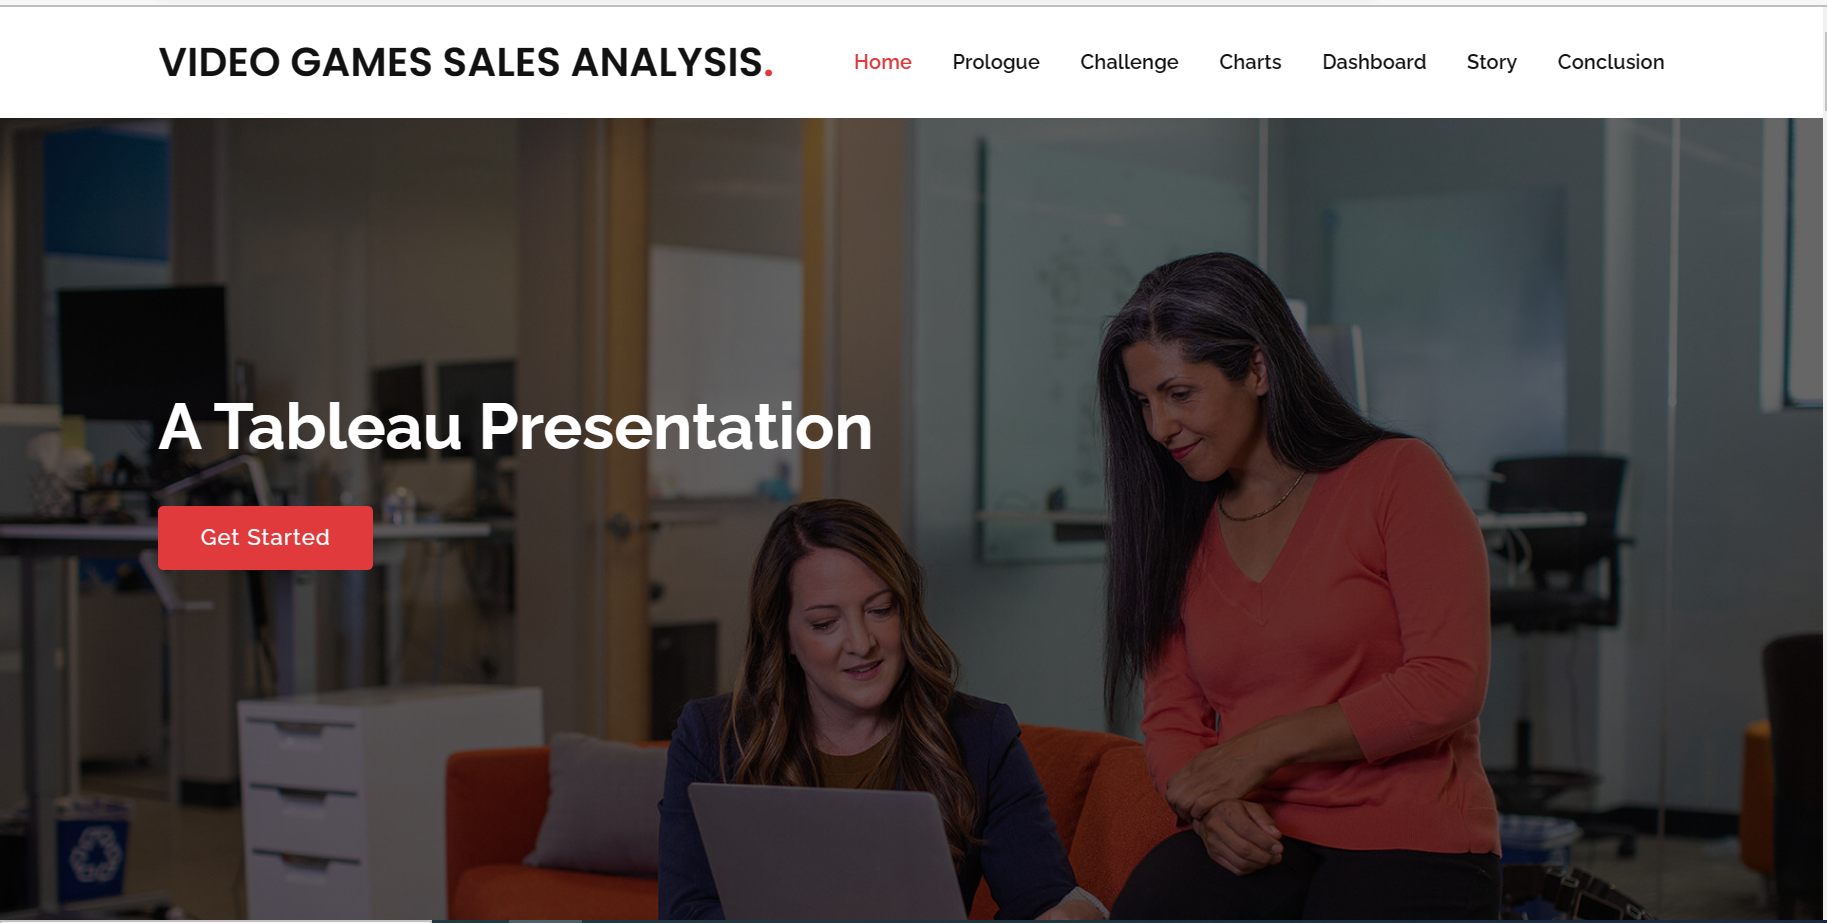 VIDEO GAMES SALES ANALYSIS.
Home Prologue Challenge Charts Dashboard Story Conclusion
A Tableau Presentation
Get Started